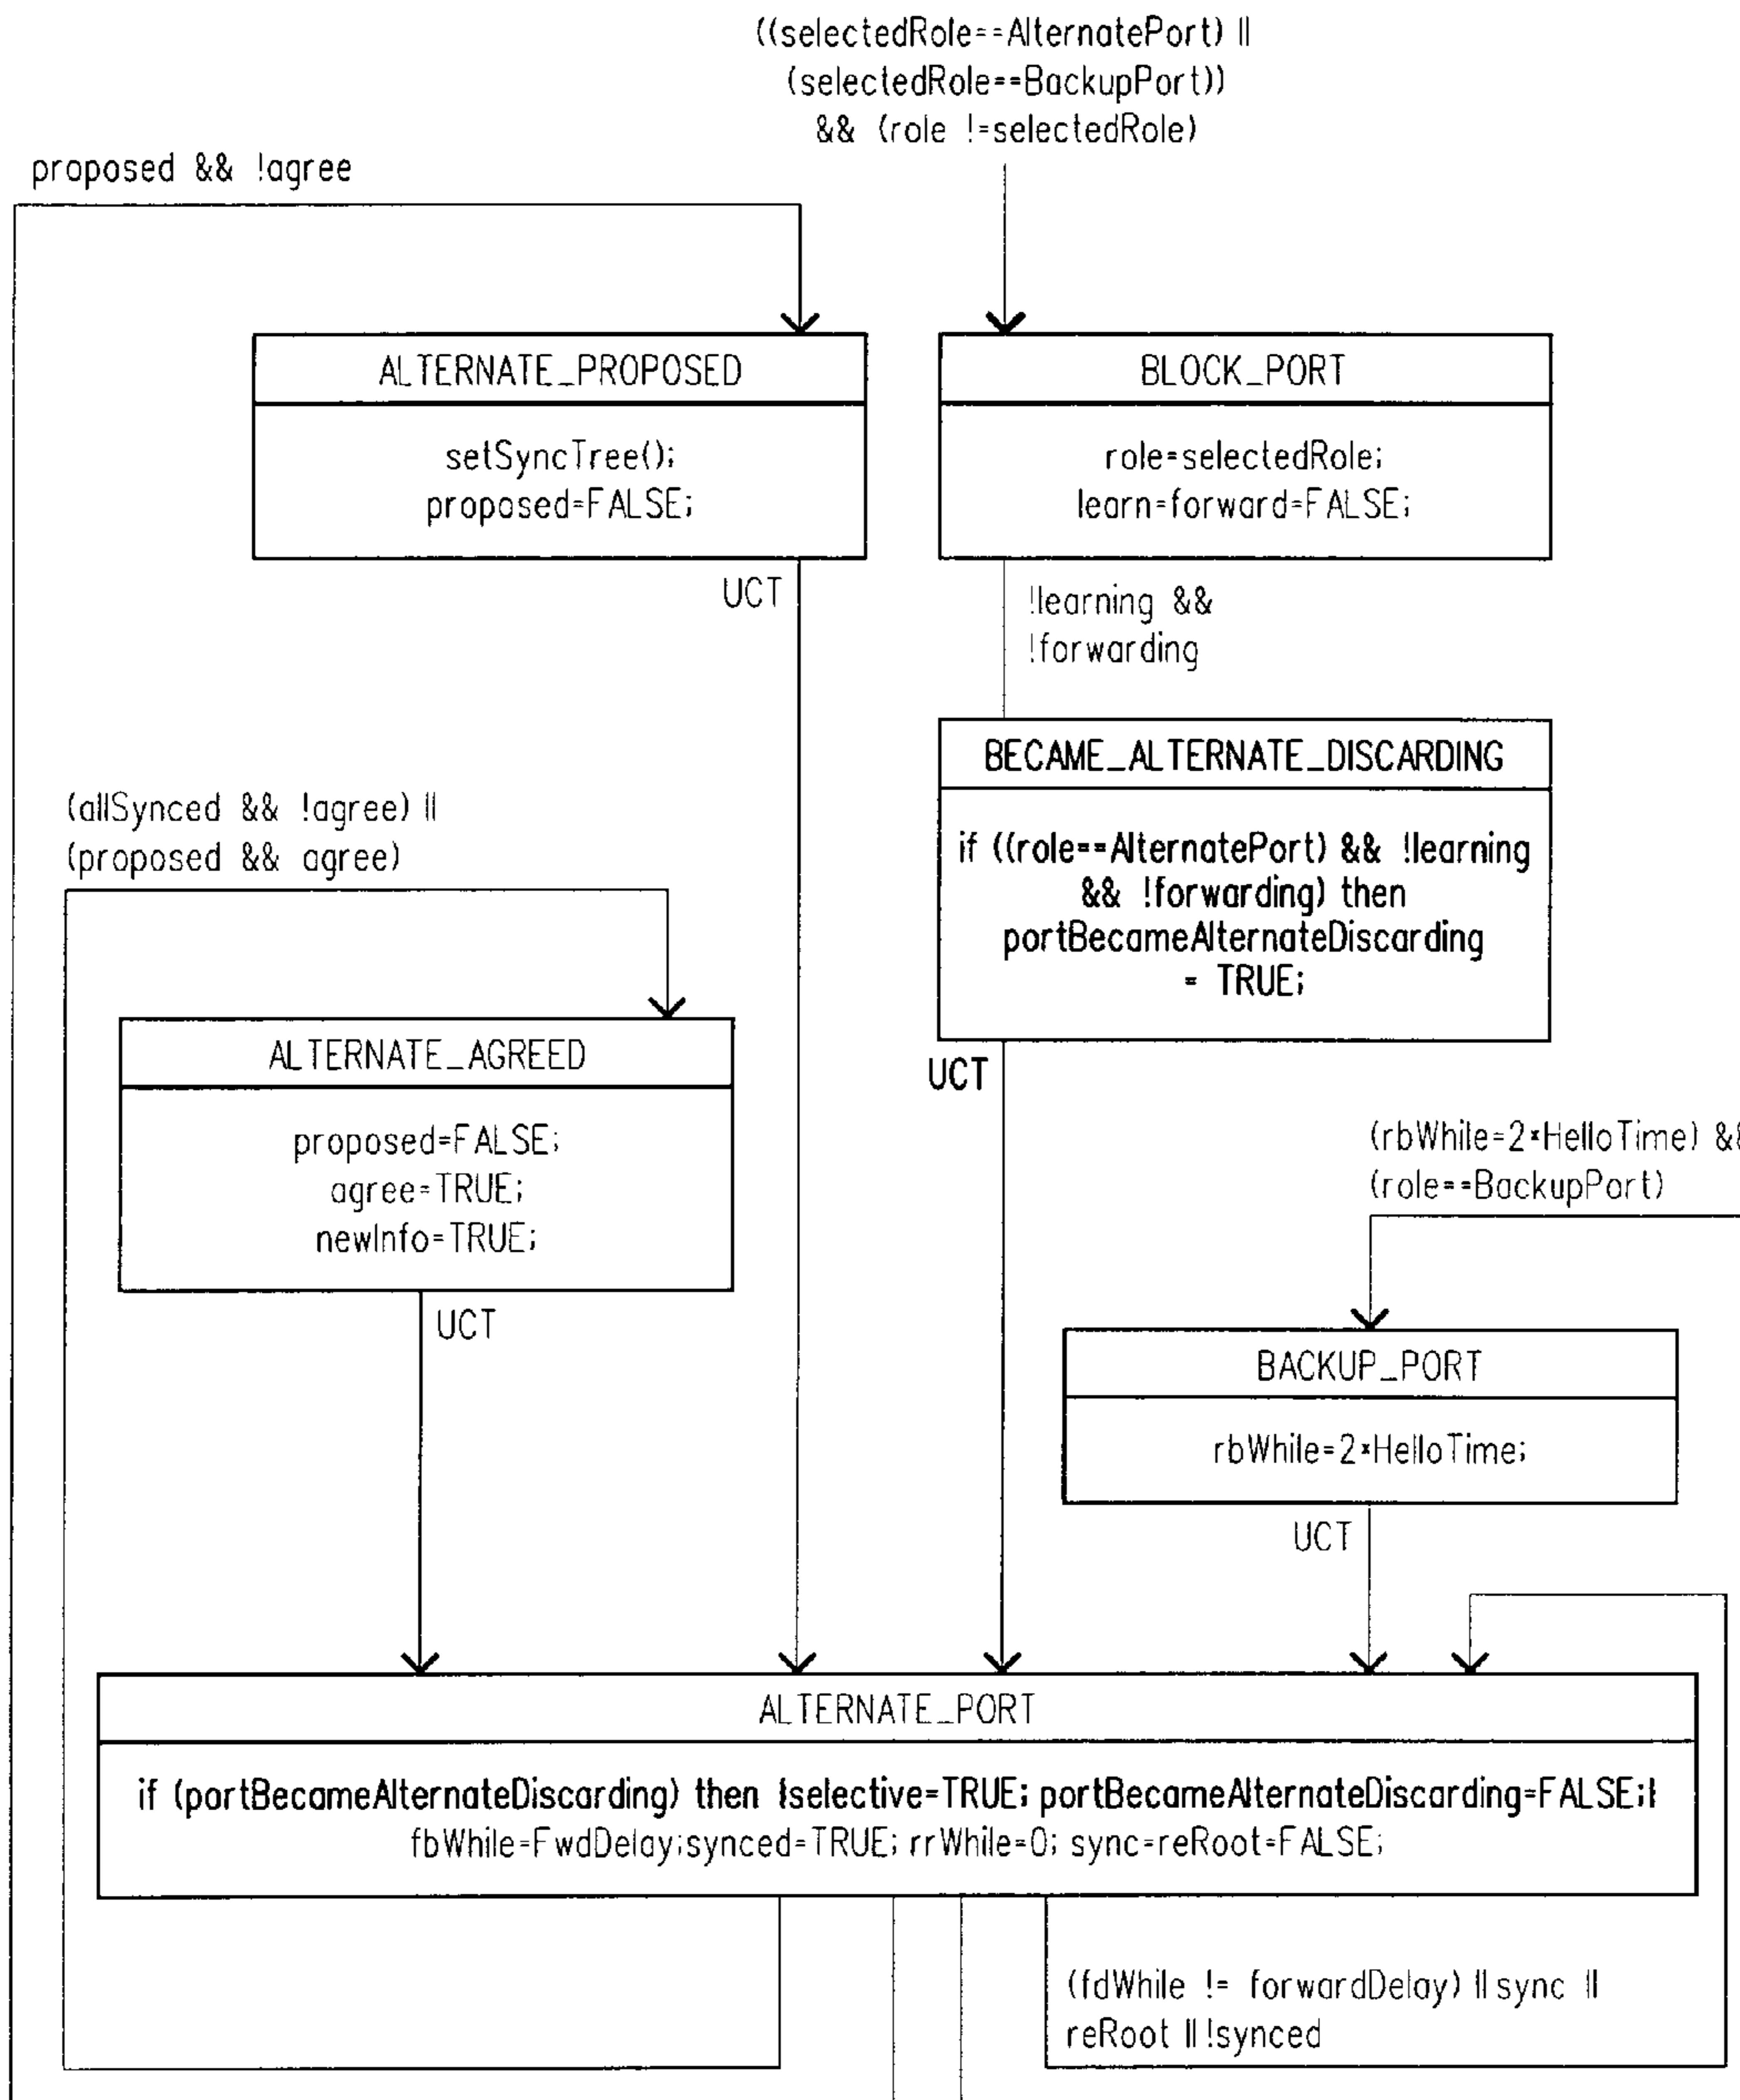 ((selectedRole==AlternatePort) ||
(selectedRole==BackupPort))
&& (role !=selectedRole)
proposed && !agree
ALTERNATE_PROPOSED
setSyncTree();
proposed=FALSE;
UCT
BLOCK_PORT
role=selectedRole;
learn=forward=FALSE;
!learning &&
!forwarding
BECAME_ALTERNATE_DISCARDING
if ((role==AlternatePort) && !learning
&& !forwarding) then
portBecameAlternateDiscarding
= TRUE;
UCT
(allSynced && !agree) ||
(proposed && agree)
ALTERNATE_AGREED
proposed=FALSE;
agree=TRUE;
newInfo=TRUE;
UCT
(rbWhile=2*HelloTime) &&
(role==BackupPort)
BACKUP_PORT
rbWhile=2*HelloTime;
UCT
ALTERNATE_PORT
if (portBecameAlternateDiscarding) then {selective=TRUE; portBecameAlternateDiscarding=FALSE;}
fbWhile=FwdDelay;synced=TRUE; rrWhile=0; sync=reRoot=FALSE;
(fdWhile != forwardDelay) || sync ||
reRoot || !synced